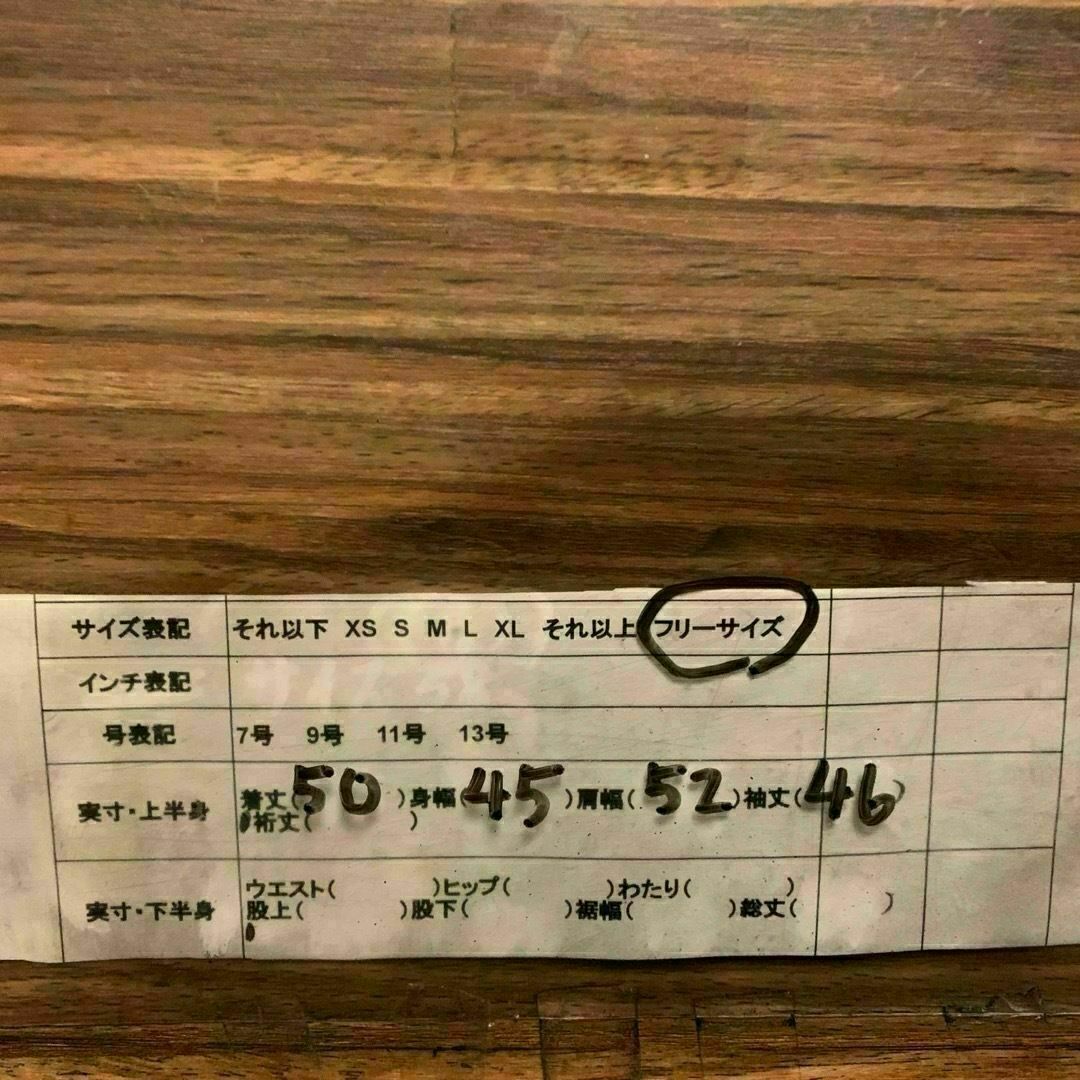 サイズ表記 それ以下 XS S M L XL それ以上 フリーサイズ
インチ表記
号表記 7号 9号 11号 13号
実寸・上半身 着丈(50)身幅(45)肩幅(52)袖丈(46)
裄丈( )
実寸・下半身 ウエスト( )ヒップ( )わたり( )
股上( )股下( )裾幅( )総丈( )